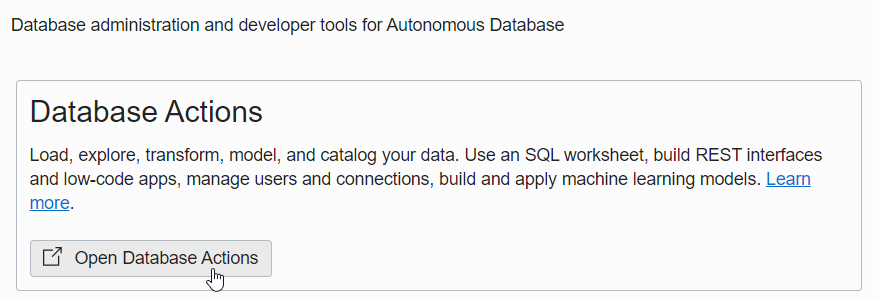 Database administration and developer tools for Autonomous Database
Database Actions
Load, explore, transform, model, and catalog your data. Use an SQL worksheet, build REST interfaces
and low-code apps, manage users and connections, build and apply machine learning models. Learn
more.
Open Database Actions